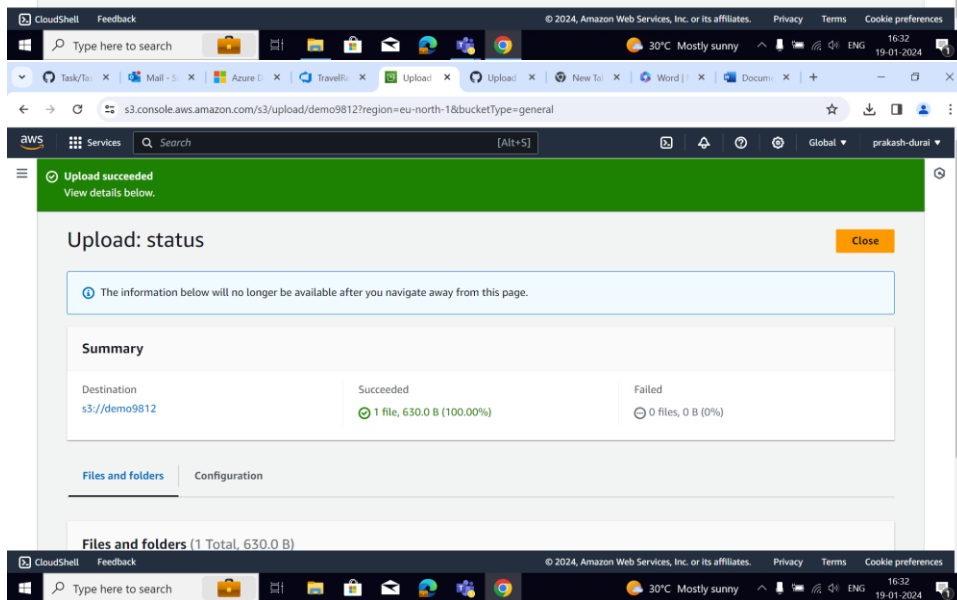 CloudShell Feedback © 2024, Amazon Web Services, Inc. or its affiliates. Privacy Terms Cookie preferences
Type here to search 30°C Mostly sunny ENG 16:32
19-01-2024
Task/Ta Mail - S Azure D TravelRe Upload Upload New Tal Word | Docume
s3.console.aws.amazon.com/s3/upload/demo9812?region=eu-north-1&bucketType=general
aws Services Search [Alt+S] Global prakash-durai
Upload succeeded
View details below.
Upload: status Close
The information below will no longer be available after you navigate away from this page.
Summary
Destination Succeeded Failed
s3://demo9812 1 file, 630.0 B (100.00%) 0 files, 0 B (0%)
Files and folders Configuration
Files and folders (1 Total, 630.0 B)
CloudShell Feedback © 2024, Amazon Web Services, Inc. or its affiliates. Privacy Terms Cookie preferences
Type here to search 30°C Mostly sunny ENG 16:32
19-01-2024